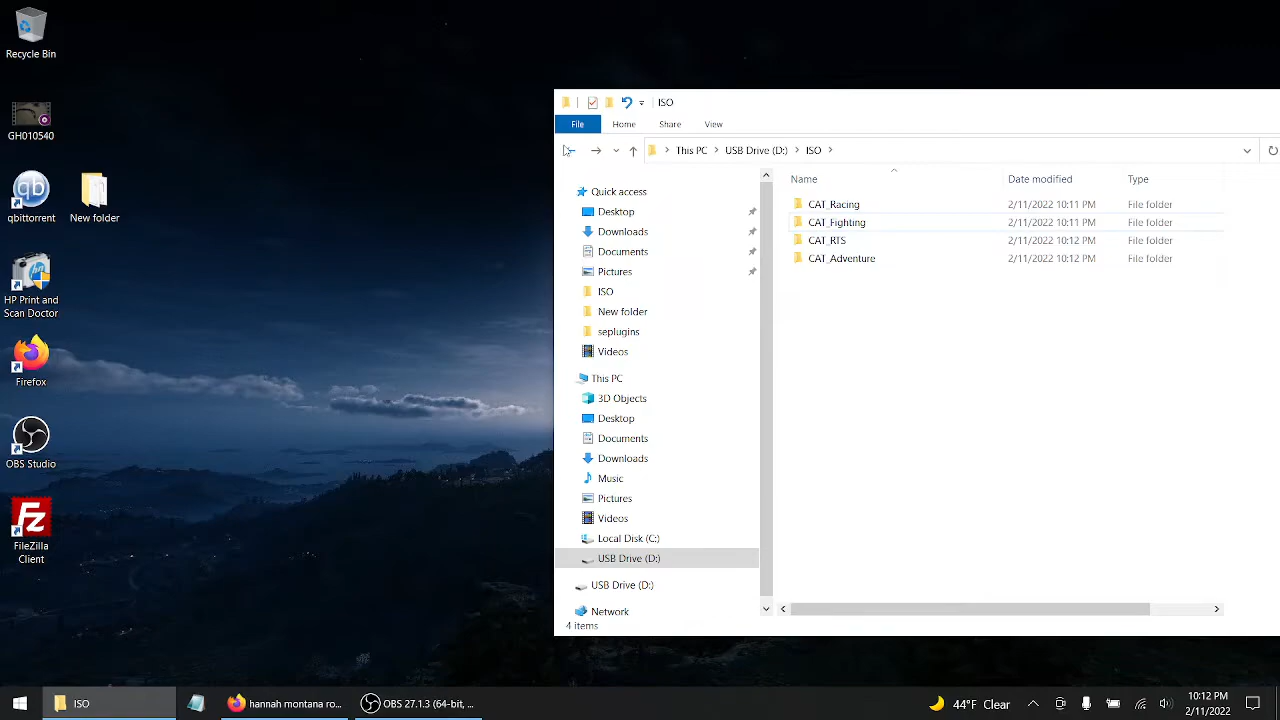 Recycle Bin
GH010540
qbittorrent
New folder
HP Print and
Scan Doctor
Firefox
OBS Studio
FileZilla
Client
ISO
File Home Share View
This PC USB Drive (D:) ISO
Quick access
Desktop
Downloads
Documents
Pictures
ISO
New folder
seplugins
Videos
This PC
3D Objects
Desktop
Documents
Downloads
Music
Pictures
Videos
Local Disk (C:)
USB Drive (D:)
USB Drive (D:)
Network
Name Date modified Type
CAT_Racing 2/11/2022 10:11 PM File folder
CAT_Fighting 2/11/2022 10:11 PM File folder
CAT_RTS 2/11/2022 10:12 PM File folder
CAT_Adventure 2/11/2022 10:12 PM File folder
4 items
ISO
hannah montana ro...
OBS 27.1.3 (64-bit, ...
44°F Clear
10:12 PM
2/11/2022